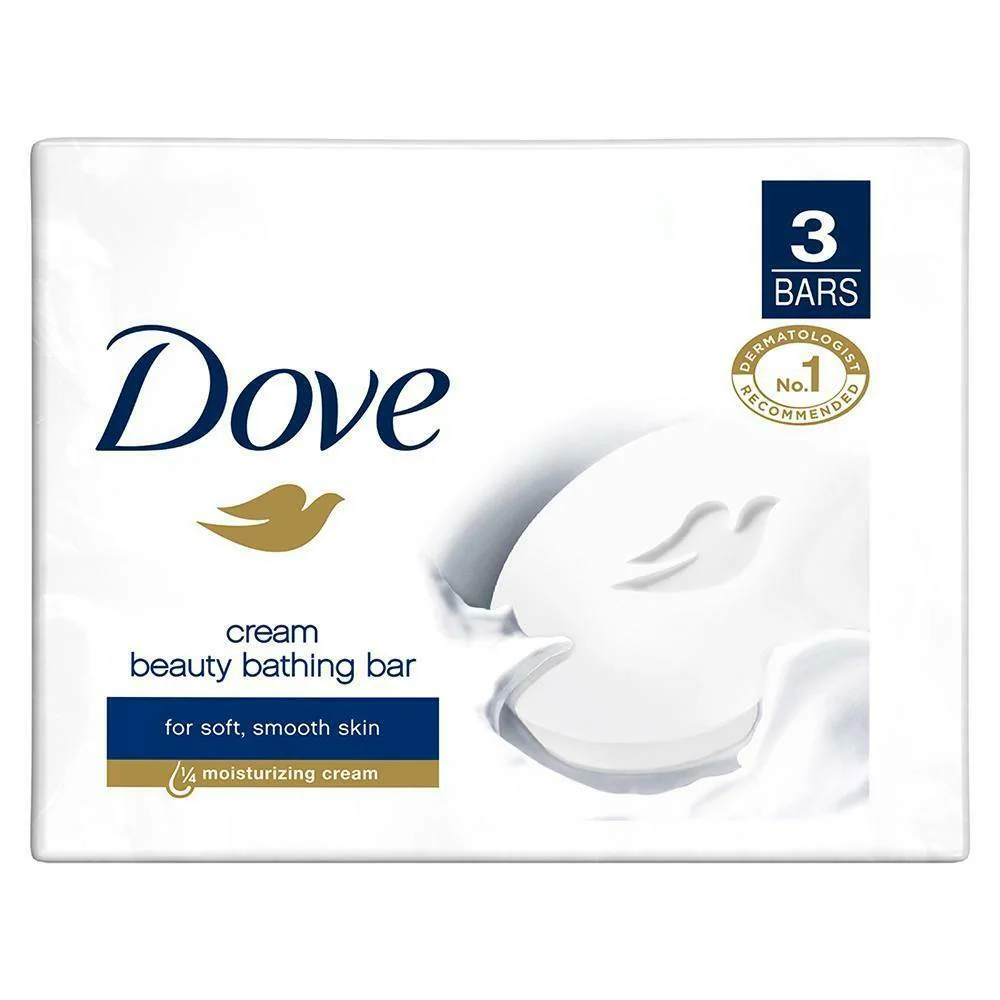 3
BARS
DERMATOLOGIST
No.1
RECOMMENDED
Dove
cream
beauty bathing bar
for soft, smooth skin
¼ moisturizing cream